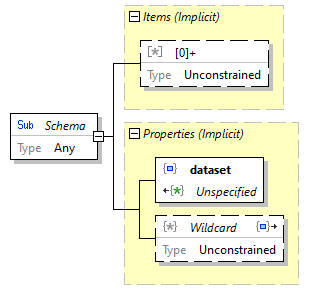 Items (Implicit)
[*] [0]+
Type Unconstrained
Sub Schema
Type Any
Properties (Implicit)
dataset
Unspecified
{*} Wildcard
Type Unconstrained